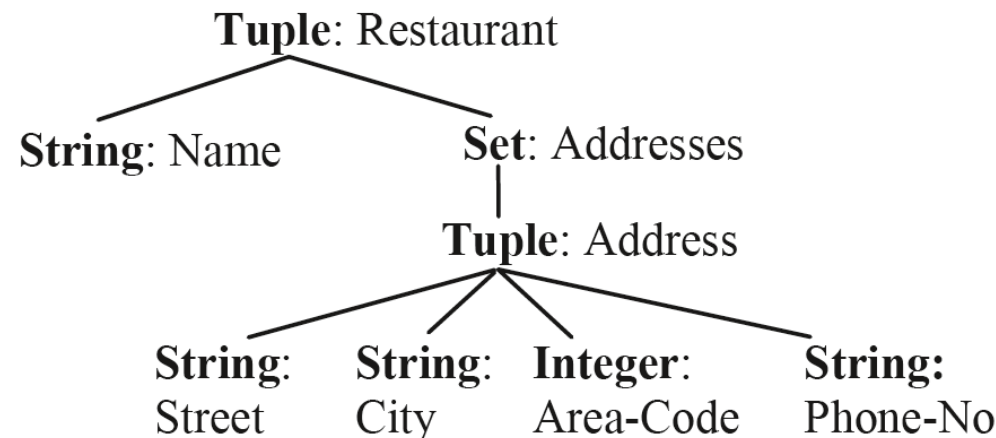 Tuple: Restaurant
String: Name
Set: Addresses
Tuple: Address
String:
Street
String:
City
Integer:
Area-Code
String:
Phone-No